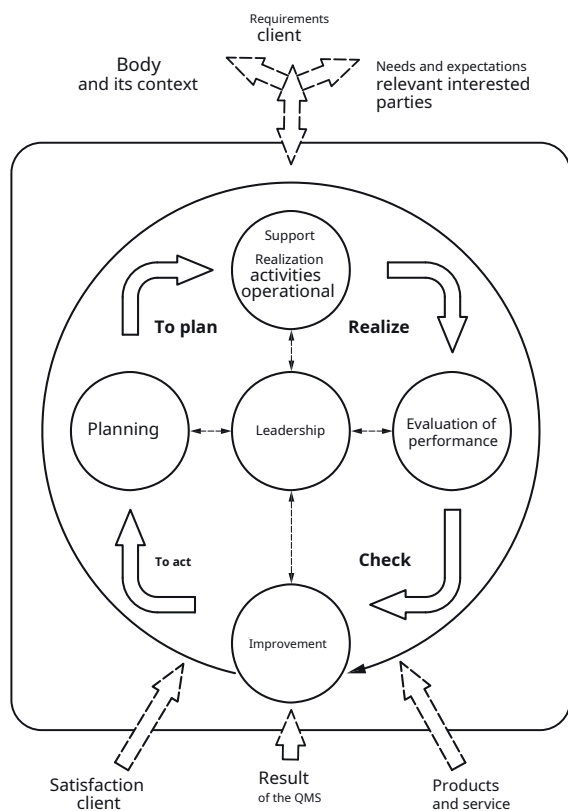 Requirements
client
Body
and its context
Needs and expectations
relevant interested
parties
Support
Realization
activities
operational
To plan
Realize
Planning
Leadership
Evaluation of
performance
To act
Check
Improvement
Satisfaction
client
Result
of the QMS
Products
and service